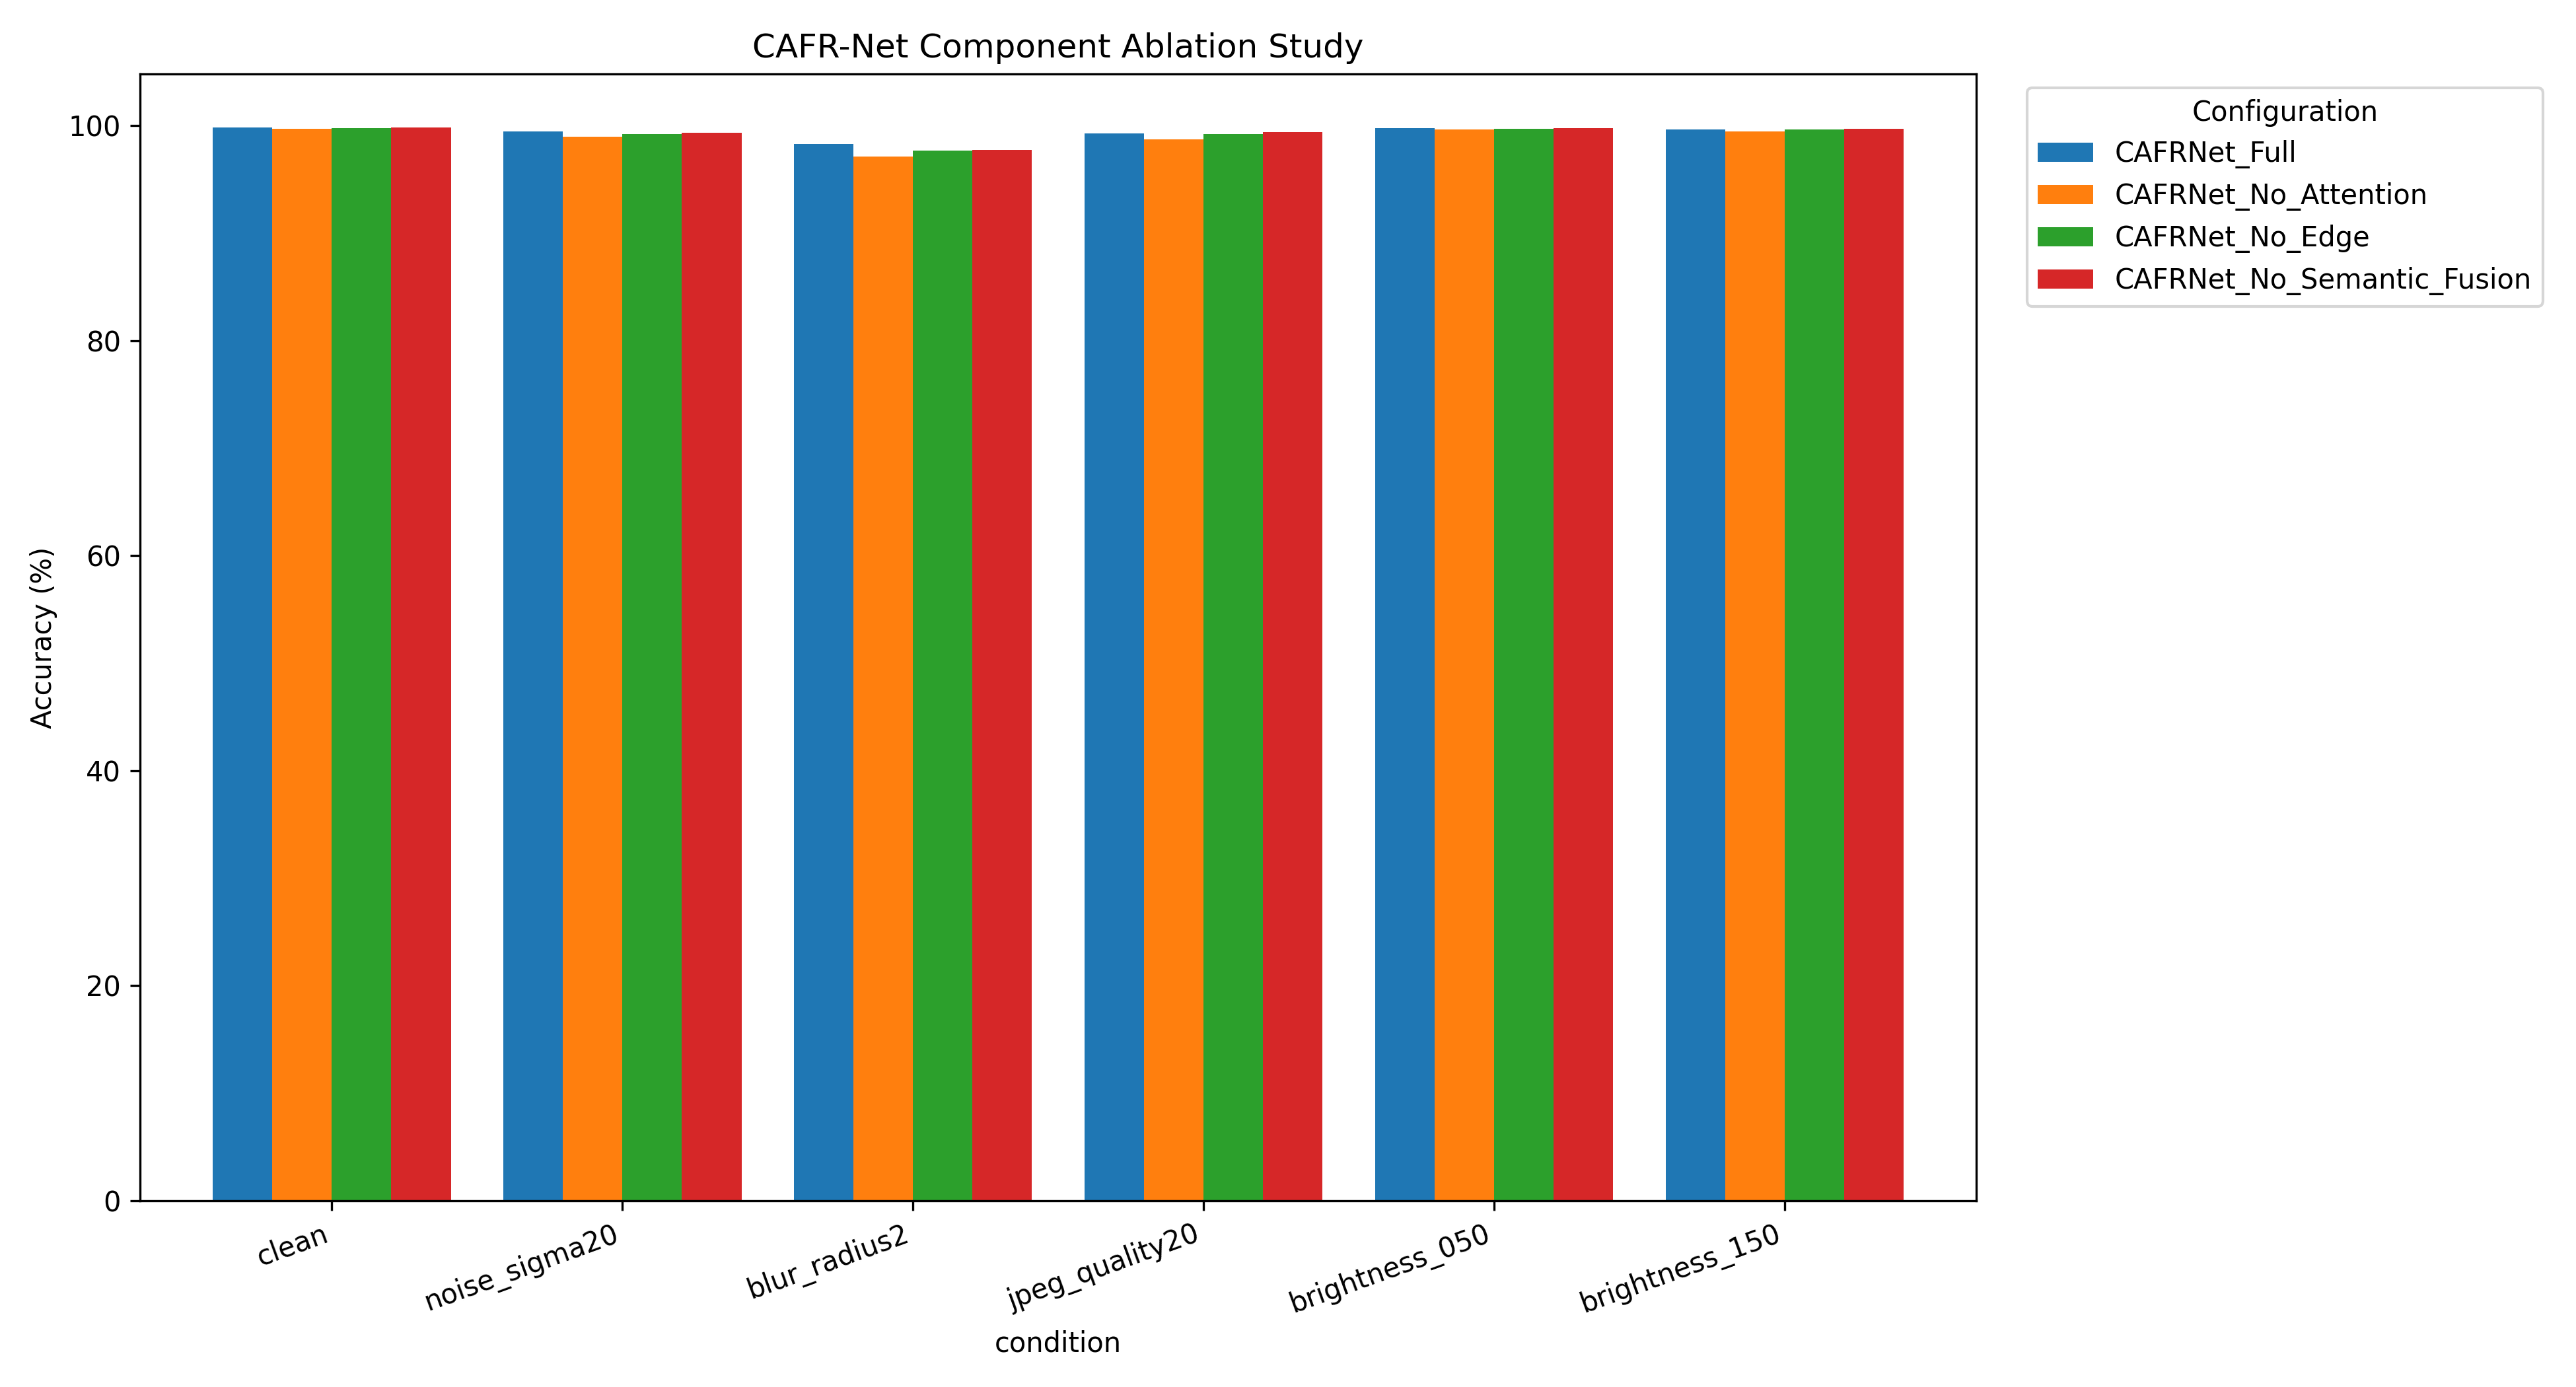 CAFR-Net Component Ablation Study
Configuration
CAFRNet_Full
CAFRNet_No_Attention
CAFRNet_No_Edge
CAFRNet_No_Semantic_Fusion
Accuracy (%)
100
80
60
40
20
0
clean
noise_sigma20
blur_radius2
jpeg_quality20
brightness_050
brightness_150
condition